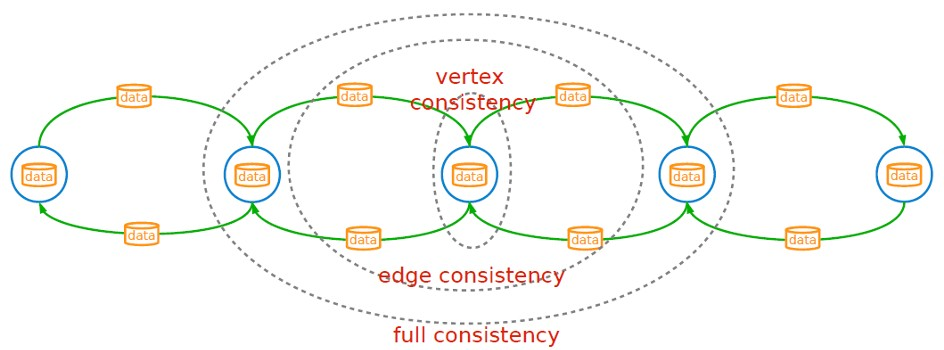 vertex
consistency
data data data data
data data data data data
data data data data
edge consistency
full consistency